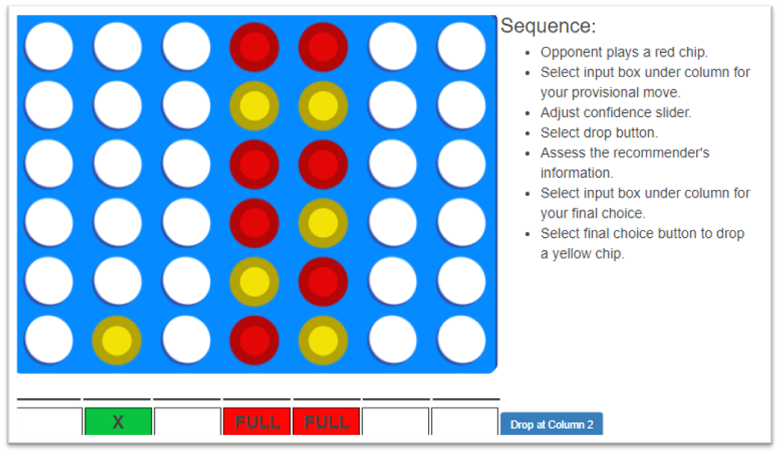 Sequence:
• Opponent plays a red chip.
• Select input box under column for
your provisional move.
• Adjust confidence slider.
• Select drop button.
• Assess the recommender's
information.
• Select input box under column for
your final choice.
• Select final choice button to drop
a yellow chip.
X FULL FULL Drop at Column 2